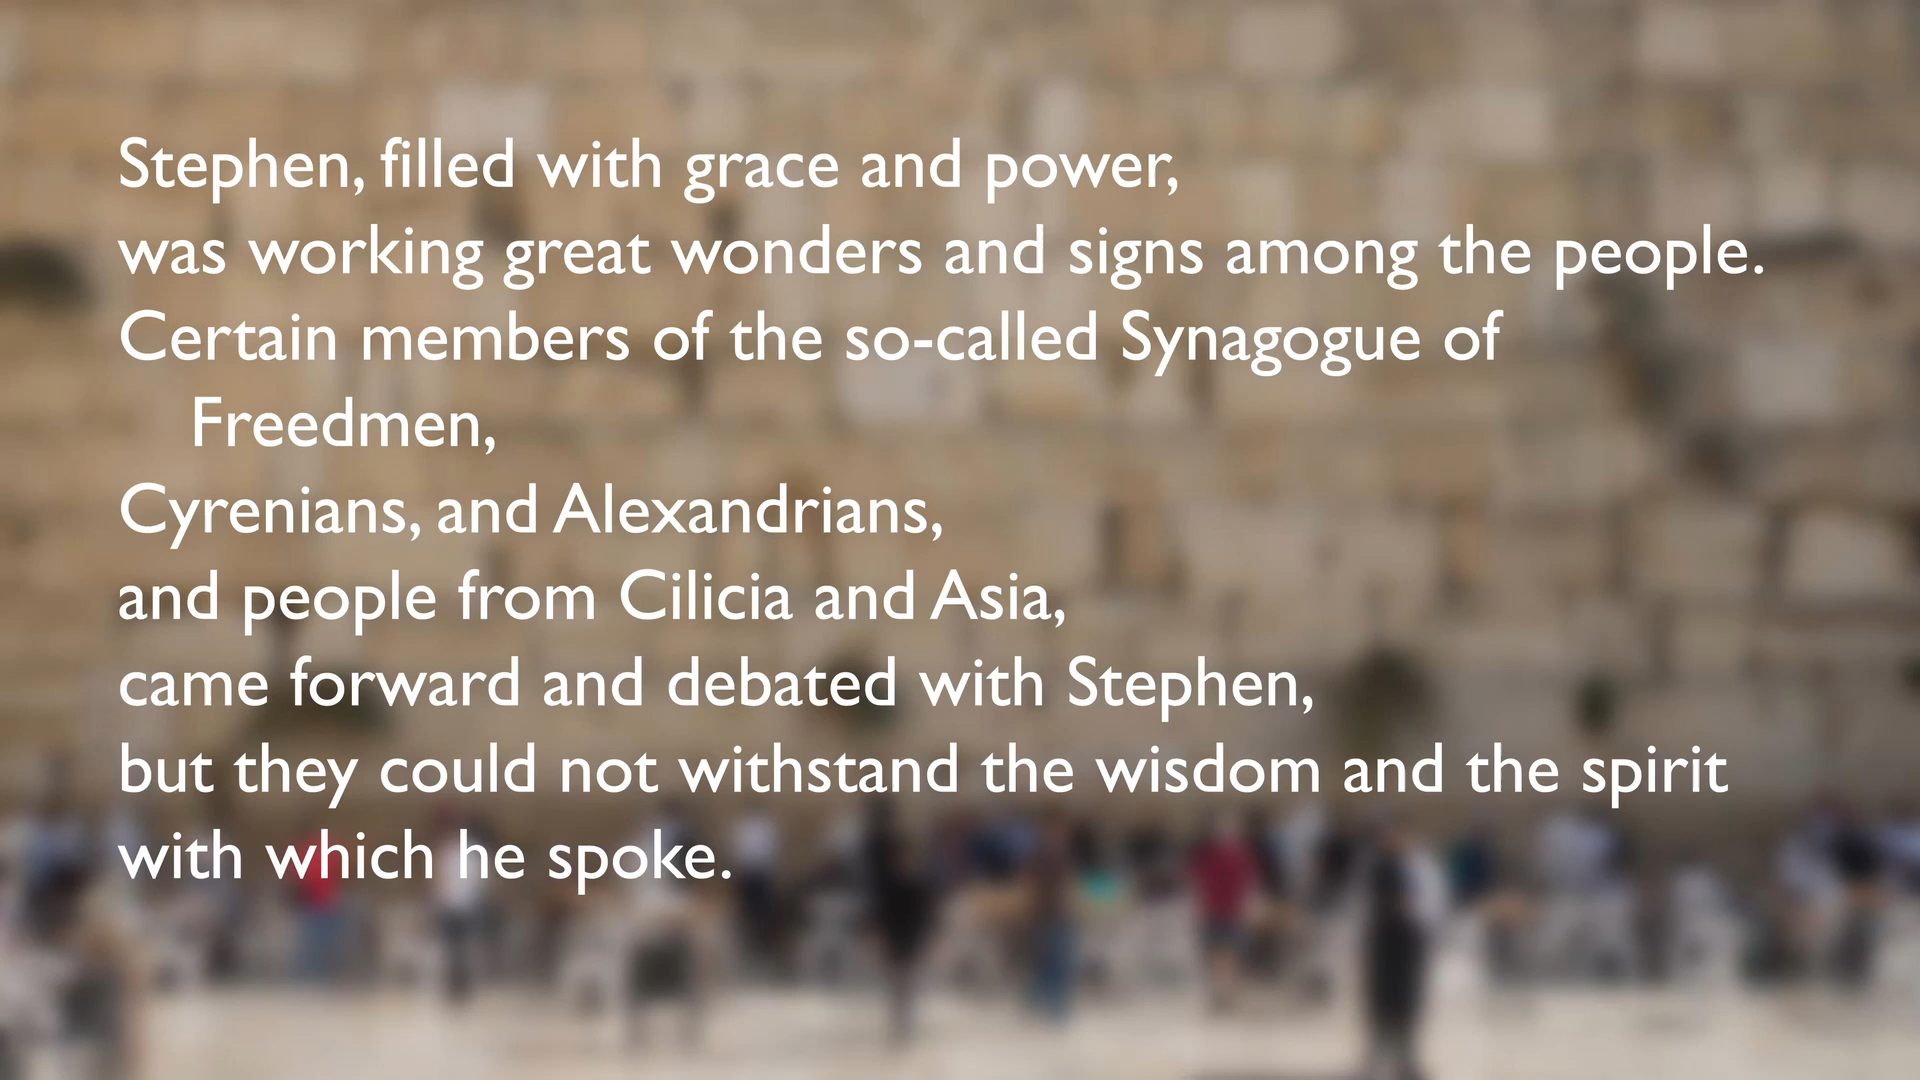 Stephen, filled with grace and power,
was working great wonders and signs among the people.
Certain members of the so-called Synagogue of
Freedmen,
Cyrenians, and Alexandrians,
and people from Cilicia and Asia,
came forward and debated with Stephen,
but they could not withstand the wisdom and the spirit
with which he spoke.